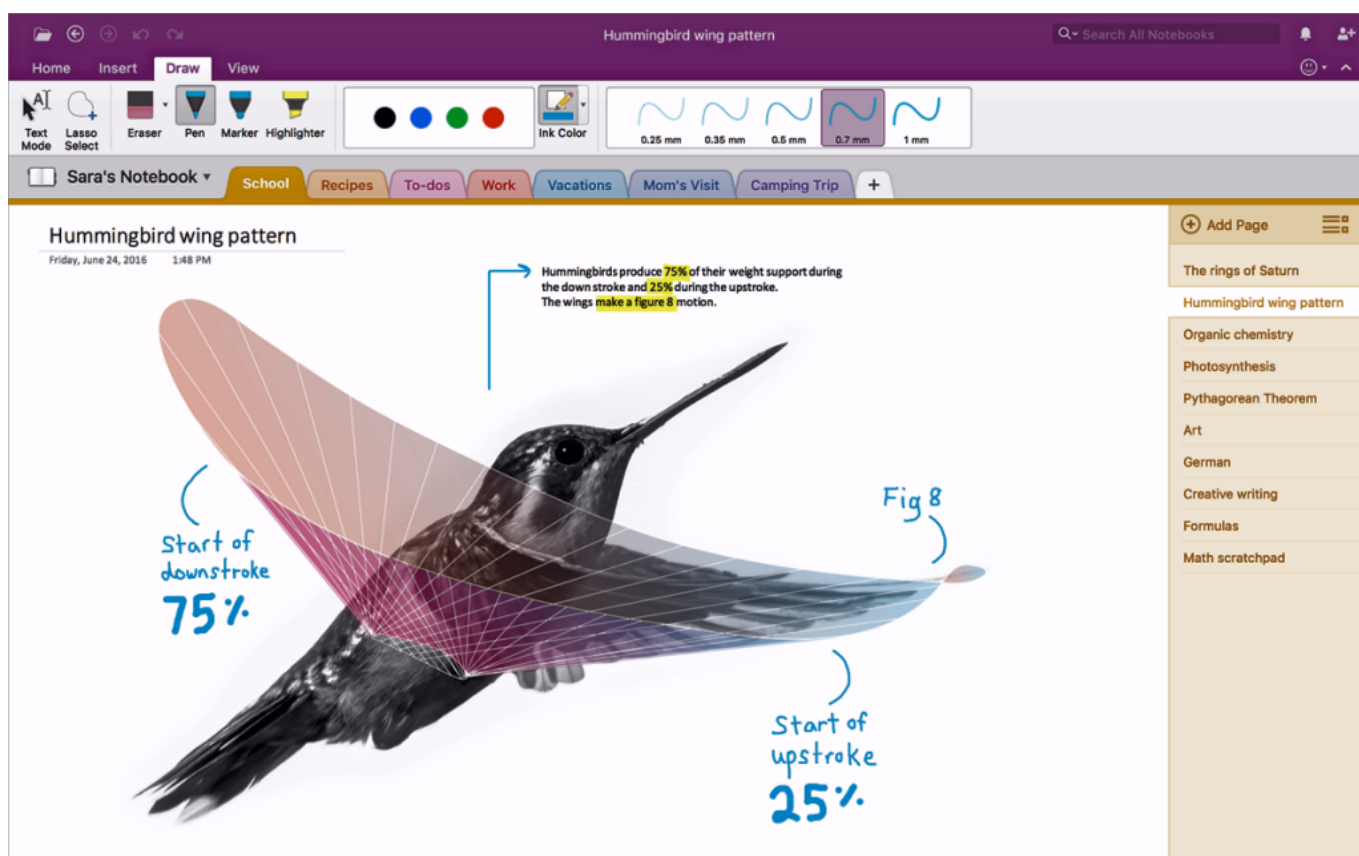 Hummingbird wing pattern
Search All Notebooks
Home Insert Draw View
Text Mode
Lasso Select
Eraser
Pen
Marker
Highlighter
Ink Color
0.25 mm
0.35 mm
0.5 mm
0.7 mm
1 mm
Sara's Notebook
School
Recipes
To-dos
Work
Vacations
Mom's Visit
Camping Trip
+
Hummingbird wing pattern
Friday, June 24, 2016 1:48 PM
Hummingbirds produce 75% of their weight support during
the down stroke and 25% during the upstroke.
The wings make a figure 8 motion.
Start of
downstroke
75%
Fig 8
Start of
upstroke
25%
Add Page
The rings of Saturn
Hummingbird wing pattern
Organic chemistry
Photosynthesis
Pythagorean Theorem
Art
German
Creative writing
Formulas
Math scratchpad